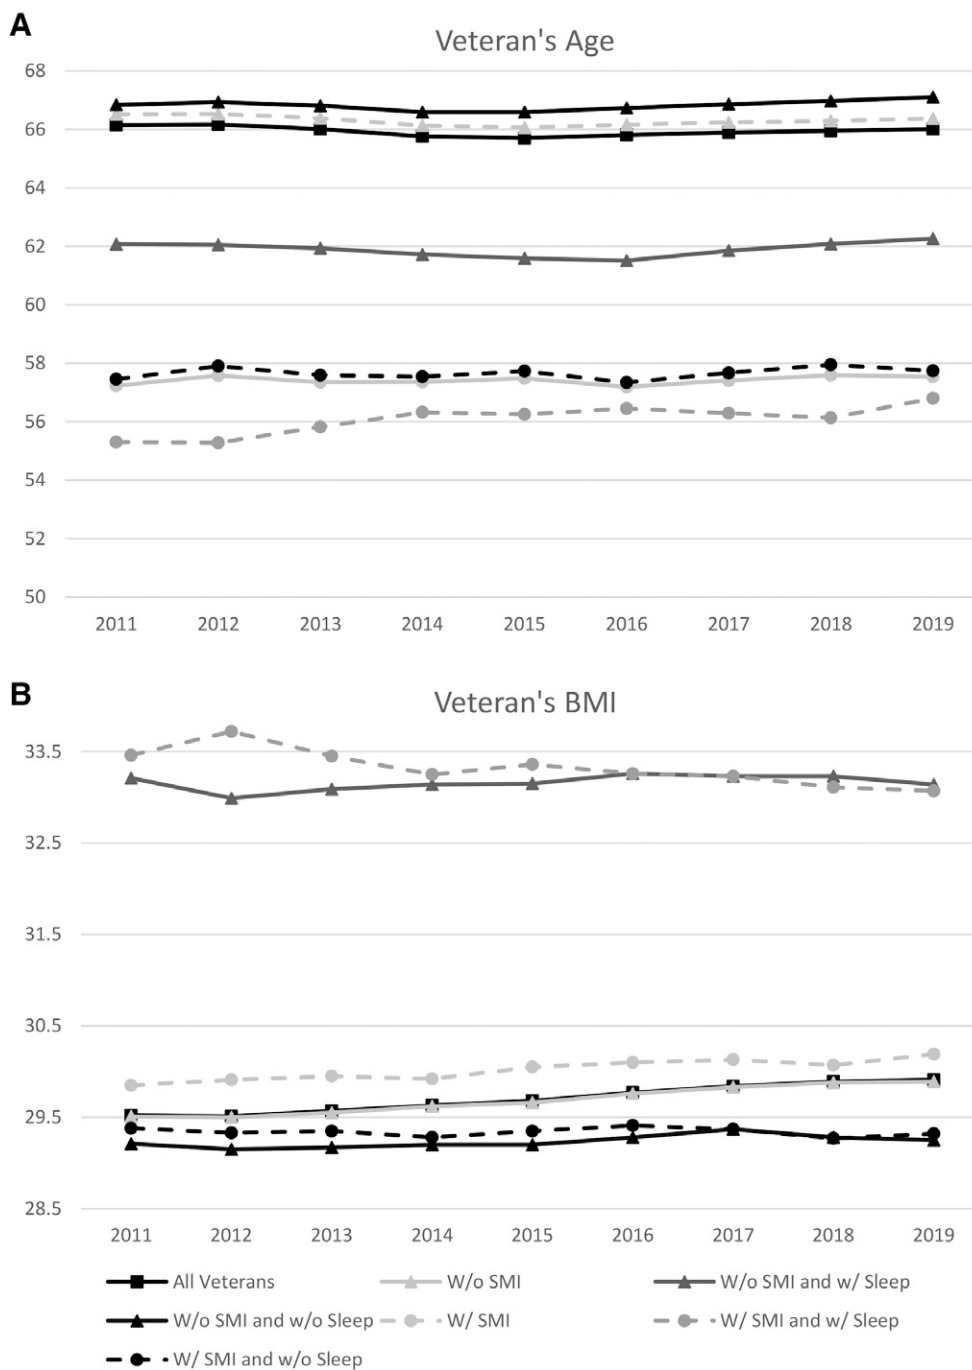 A
Veteran's Age
68
66
64
62
60
58
56
54
52
50
2011 2012 2013 2014 2015 2016 2017 2018 2019
B
Veteran's BMI
33.5
32.5
31.5
30.5
29.5
28.5
2011 2012 2013 2014 2015 2016 2017 2018 2019
All Veterans W/o SMI W/o SMI and w/ Sleep
W/o SMI and w/o Sleep W/ SMI W/ SMI and w/ Sleep
W/ SMI and w/o Sleep